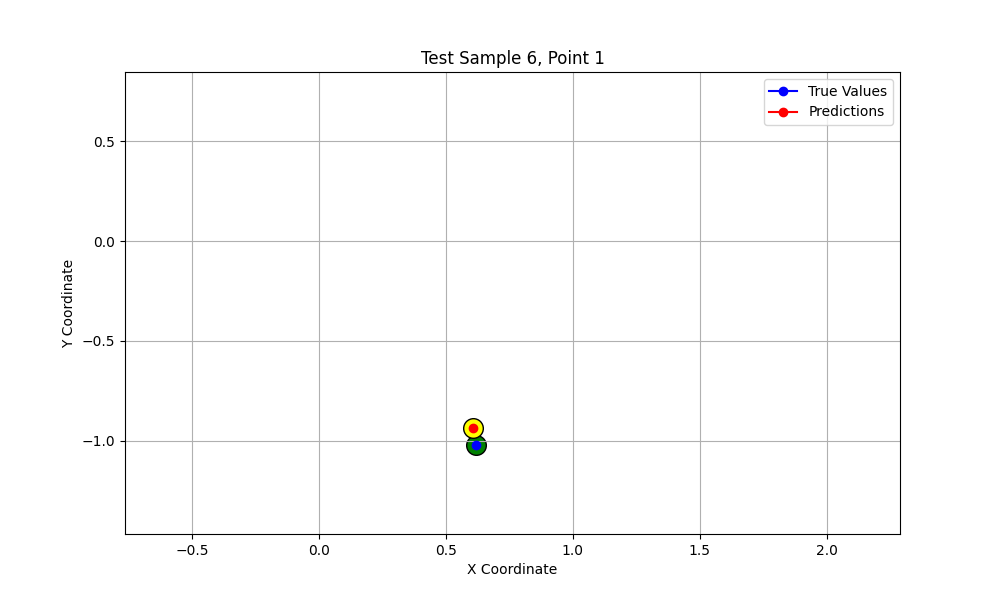 Test Sample 6, Point 1
True Values
Predictions
Y Coordinate
0.5
0.0
−0.5
−1.0
−0.5
0.0
0.5
1.0
1.5
2.0
X Coordinate